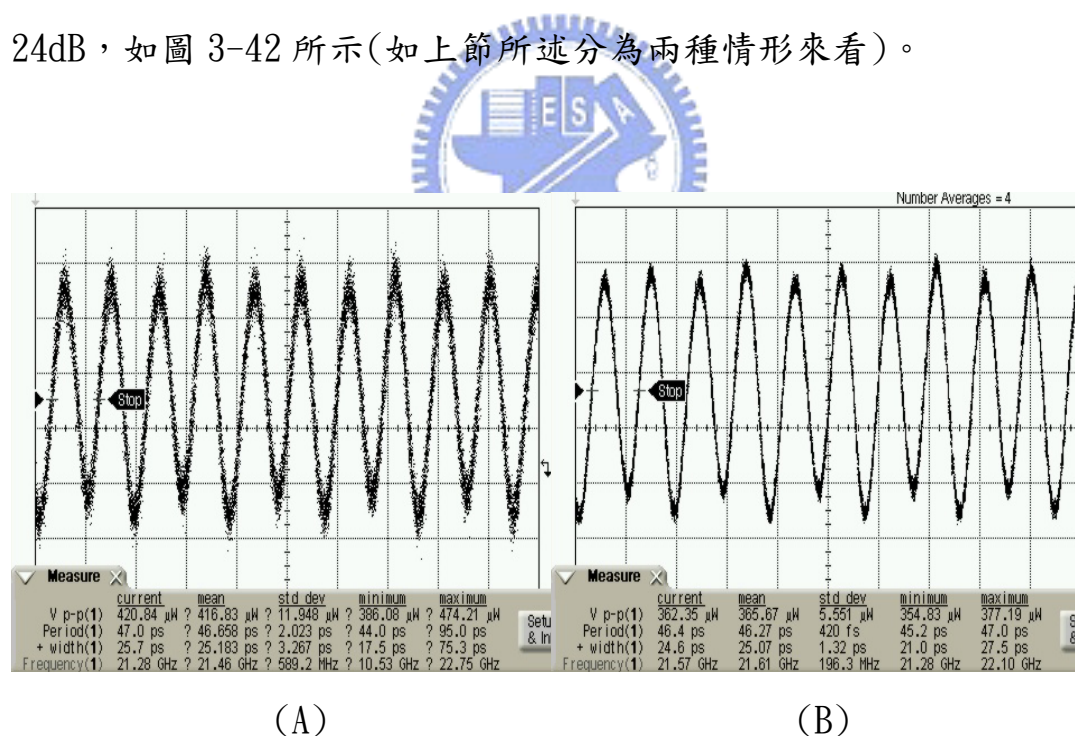 24dB，如圖 3-42 所示(如上節所述分為兩種情形來看)。
E S A
Number Averages = 4
Stop
Stop
Measure
current mean std dev minimum maximum
V p-p(1) 420.84 µW ? 416.83 µW ? 11.948 µW ? 386.08 µW ? 474.21 µW
Period(1) 47.0 ps ? 46.658 ps ? 2.023 ps ? 44.0 ps ? 95.0 ps
+ width(1) 25.7 ps ? 25.183 ps ? 3.267 ps ? 17.5 ps ? 75.3 ps
Frequency(1) 21.28 GHz ? 21.46 GHz ? 589.2 MHz ? 10.53 GHz ? 22.75 GHz
Setu
& In
Measure
current mean std dev minimum maximum
V p-p(1) 362.35 µW 365.67 µW 5.551 µW 354.83 µW 377.19 µW
Period(1) 46.4 ps 46.27 ps 420 fs 45.2 ps 47.0 ps
+ width(1) 24.6 ps 25.07 ps 1.32 ps 21.0 ps 27.5 ps
Frequency(1) 21.57 GHz 21.61 GHz 196.3 MHz 21.28 GHz 22.10 GHz
S
&
(A)
(B)